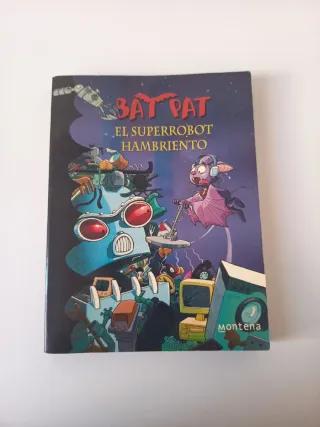 BAT PAT
EL SUPERROBOT
HAMBRIENTO
Montena